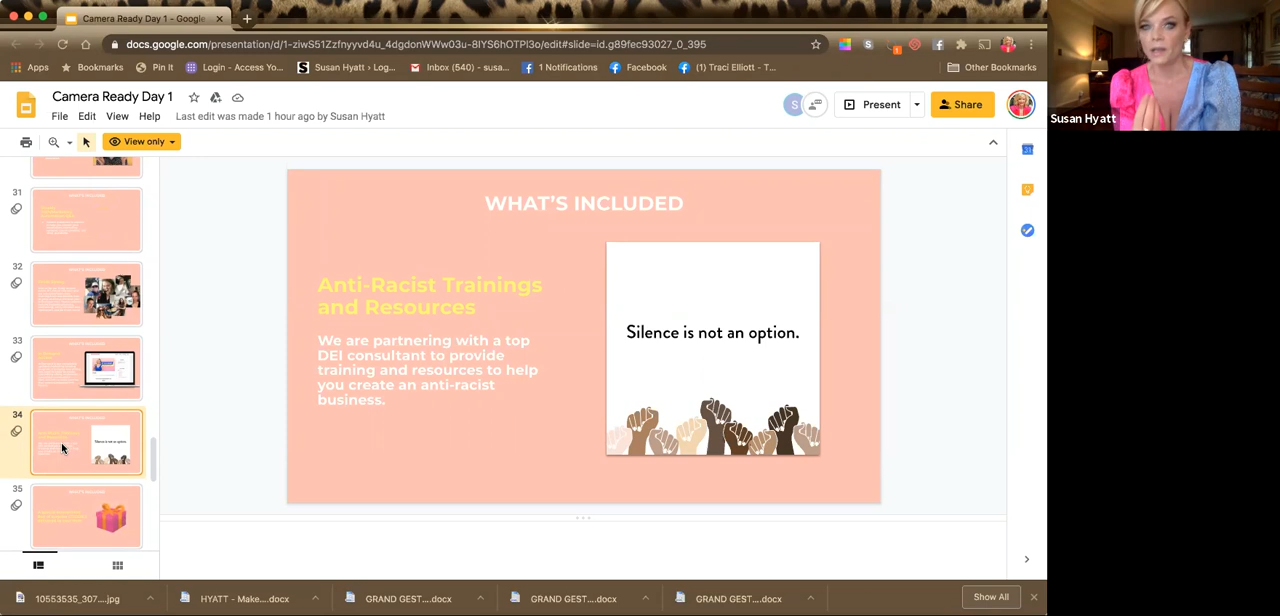 Camera Ready Day 1 - Google
docs.google.com/presentation/d/1-ziwS51Zzfnyyvd4u_4dgdonWWw03u-8IYS6hOTPl3o/edit#slide=id.g89fec93027_0_395
Apps
Bookmarks
Pin It
Login - Access Yo...
Susan Hyatt › Log...
Inbox (540) - susa...
1 Notifications
Facebook
(1) Traci Elliott - T...
Other Bookmarks
Camera Ready Day 1
File Edit View Help
Last edit was made 1 hour ago by Susan Hyatt
S
Present
Share
View only
Susan Hyatt
31
32
33
34
35
WHAT'S INCLUDED
Anti-Racist Trainings
and Resources
We are partnering with a top
DEI consultant to provide
training and resources to help
you create an anti-racist
business.
Silence is not an option.
10553535_307....jpg
HYATT - Make....docx
GRAND GEST....docx
GRAND GEST....docx
GRAND GEST....docx
Show All